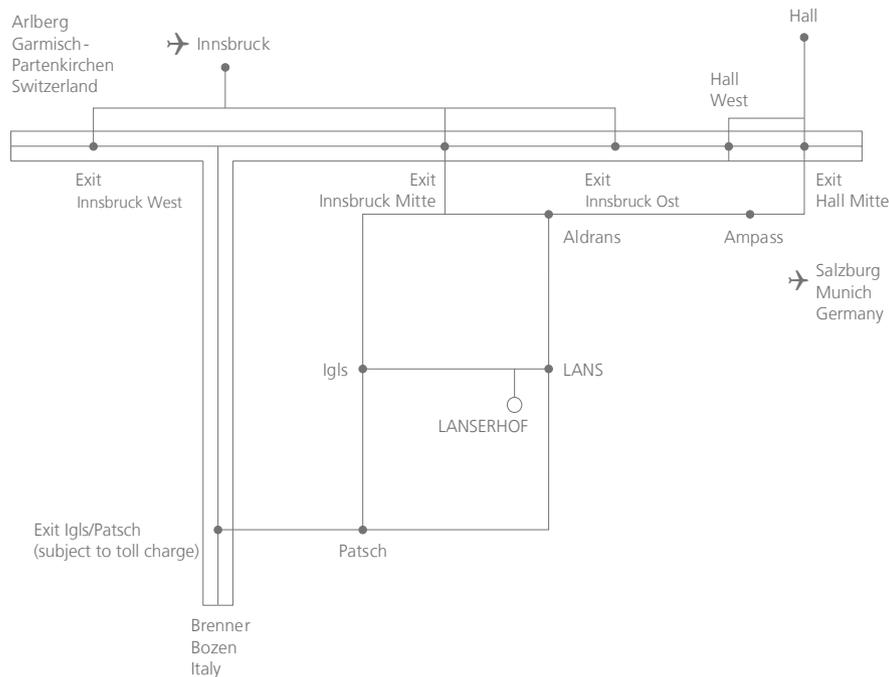 Arlberg
Garmisch-
Partenkirchen
Switzerland
Innsbruck
Hall
Hall
West
Exit
Innsbruck West
Exit
Innsbruck Mitte
Exit
Innsbruck Ost
Exit
Hall Mitte
Aldrans
Ampass
Salzburg
Munich
Germany
Igls
LANS
LANSERHOF
Exit Igls/Patsch
(subject to toll charge)
Patsch
Brenner
Bozen
Italy